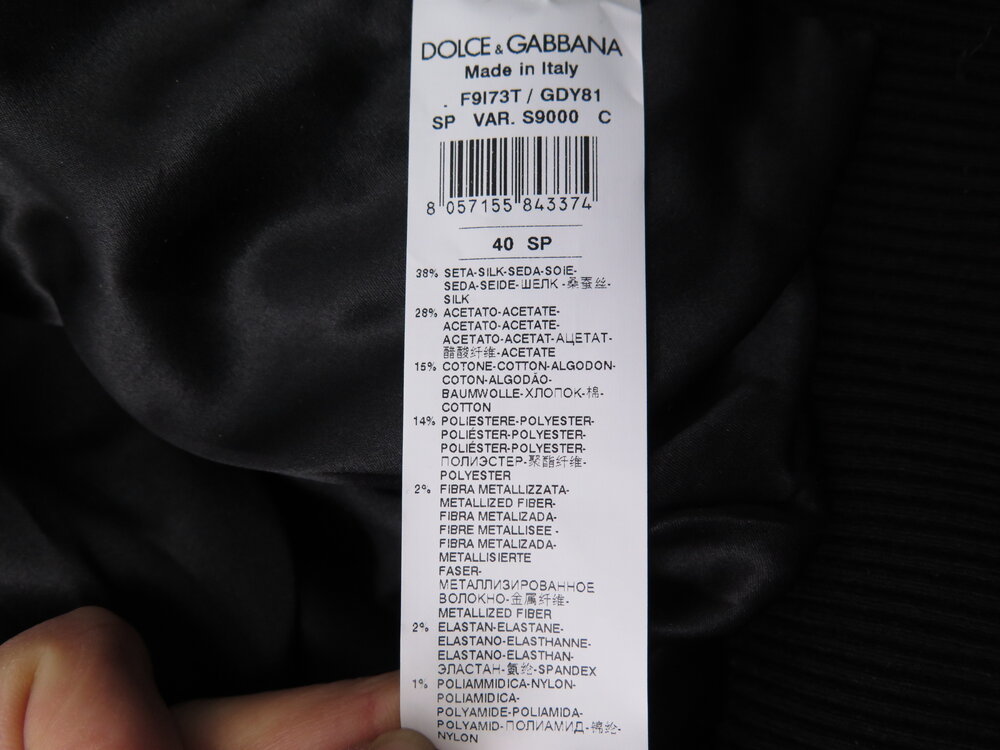 DOLCE & GABBANA
Made in Italy
. F9I73T / GDY81
SP VAR. S9000 C
8 057155 843374
40 SP
38% SETA-SILK-SEDA-SOIE-
SEDA-SEIDE-ШЕЛК -桑蚕丝-
SILK
28% ACETATO-ACETATE-
ACETATO-ACETATE-
ACETATO-ACETAT-АЦЕТАТ-
醋酸纤维-ACETATE
15% COTONE-COTTON-ALGODON-
COTON-ALGODÃO-
BAUMWOLLE-ХЛОПОК-棉-
COTTON
14% POLIESTERE-POLYESTER-
POLIÉSTER-POLYESTER-
POLIÉSTER-POLYESTER-
ПОЛИЭСТЕР-聚酯纤维-
POLYESTER
2% FIBRA METALLIZZATA-
METALLIZED FIBER-
FIBRA METALIZADA-
FIBRE METALLISEE -
FIBRA METALIZADA-
METALLISIERTE
FASER-
МЕТАЛЛИЗИРОВАННОЕ
ВОЛОКНО-金属纤维-
METALLIZED FIBER
2% ELASTAN-ELASTANE-
ELASTANO-ELASTHANNE-
ELASTANO-ELASTHAN-
ЭЛАСТАН-氨纶-SPANDEX
1% POLIAMMIDICA-NYLON-
POLIAMIDICA-
POLYAMIDE-POLIAMIDA-
POLYAMID-ПОЛИАМИД-锦纶-
NYLON